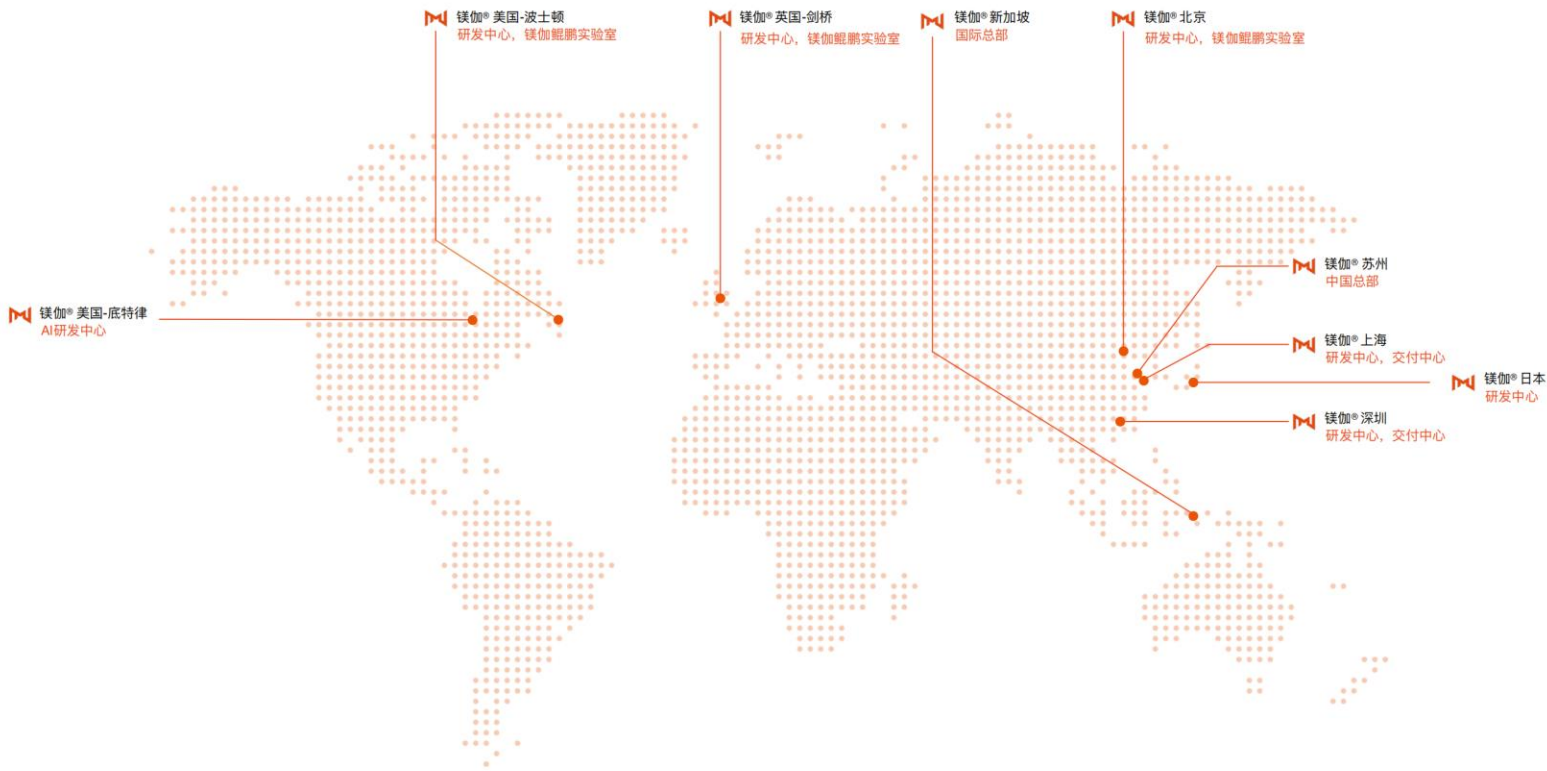 镁伽® 美国-波士顿
研发中心，镁伽鲲鹏实验室
镁伽® 英国-剑桥
研发中心，镁伽鲲鹏实验室
镁伽® 新加坡
国际总部
镁伽® 北京
研发中心，镁伽鲲鹏实验室
镁伽® 苏州
中国总部
镁伽® 美国-底特律
AI研发中心
镁伽® 上海
研发中心，交付中心
镁伽® 日本
研发中心
镁伽® 深圳
研发中心，交付中心